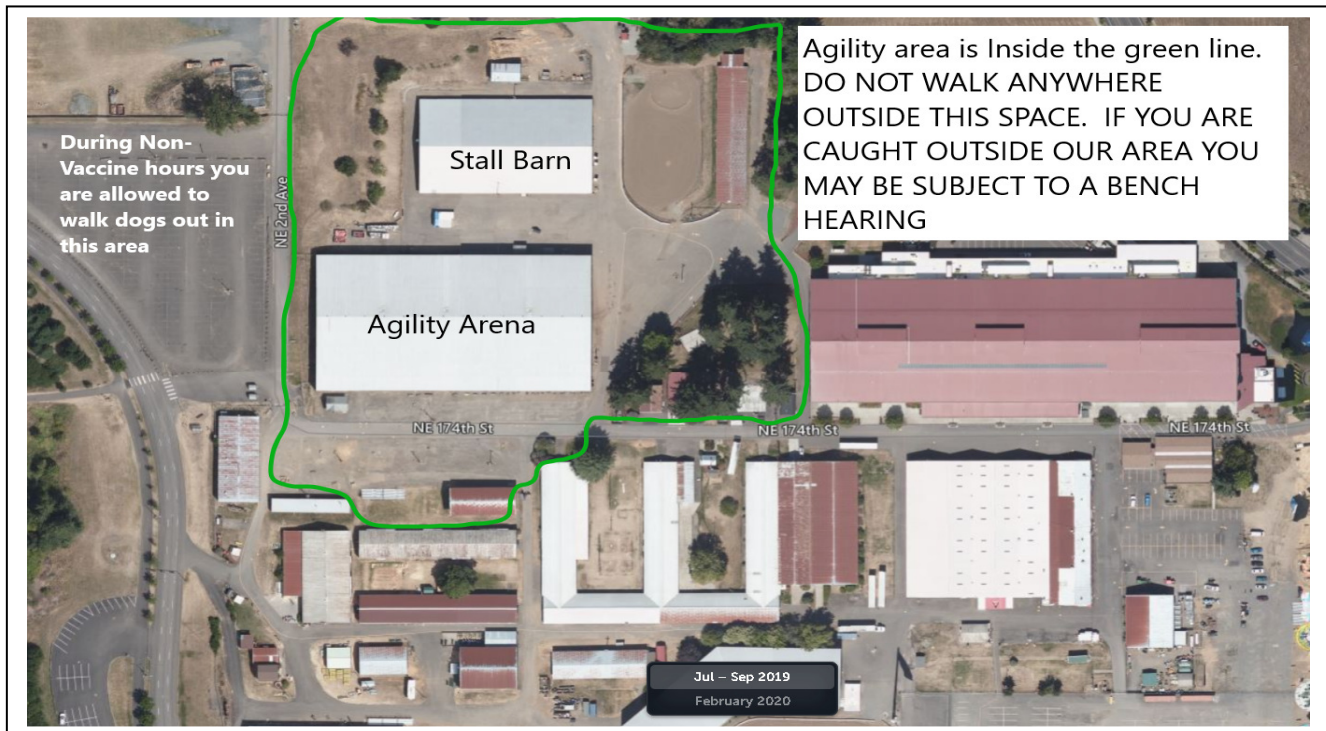 Agility area is Inside the green line.
DO NOT WALK ANYWHERE
OUTSIDE THIS SPACE.  IF YOU ARE
CAUGHT OUTSIDE OUR AREA YOU
MAY BE SUBJECT TO A BENCH
HEARING
During Non-
Vaccine hours you
are allowed to
walk dogs out in
this area
NE 2nd Ave
Stall Barn
Agility Arena
NE 174th St
NE 174th St
NE 174th St
Jul – Sep 2019
February 2020